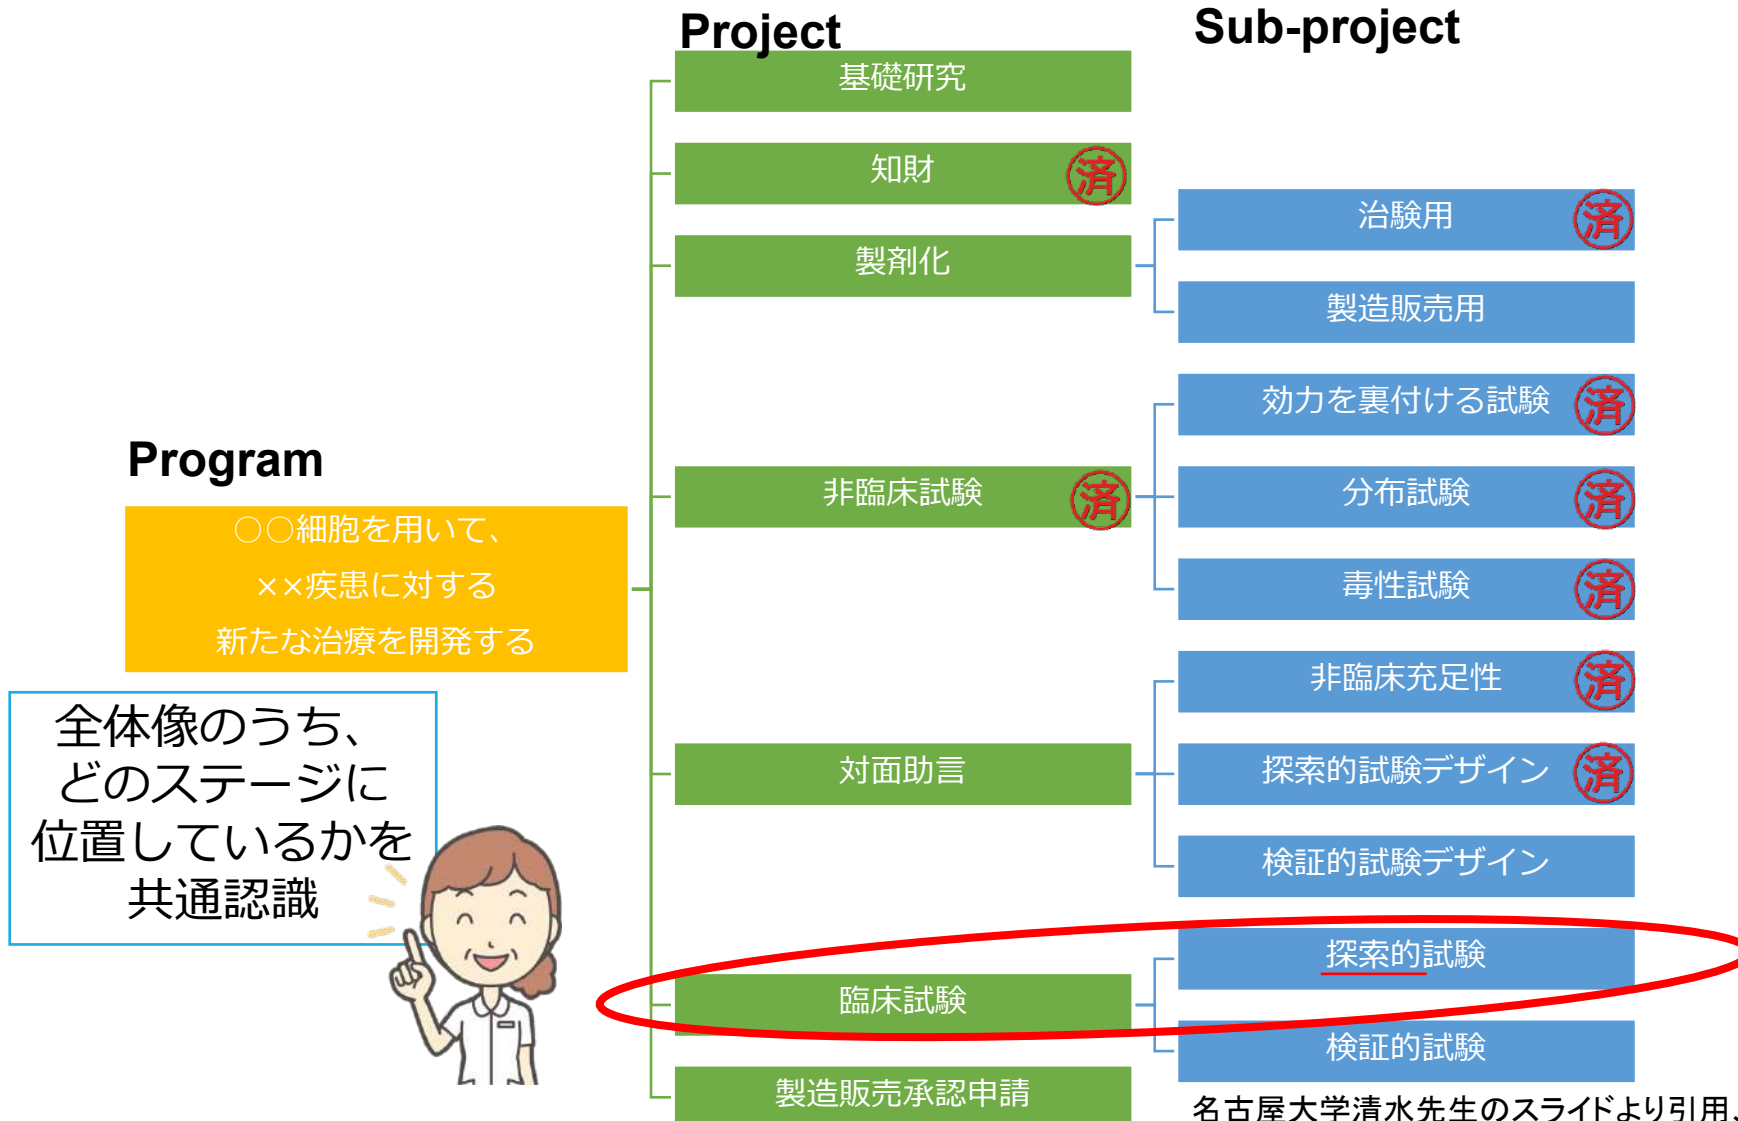 Project
Sub-project
基礎研究
知財
済
治験用
済
製剤化
製造販売用
効力を裏付ける試験
済
Program
非臨床試験
済
分布試験
済
○○細胞を用いて、
××疾患に対する
新たな治療を開発する
毒性試験
済
非臨床充足性
済
全体像のうち、
どのステージに
位置しているかを
共通認識
対面助言
探索的試験デザイン
済
検証的試験デザイン
探索的試験
臨床試験
検証的試験
製造販売承認申請
名古屋大学清水先生のスライドより引用、